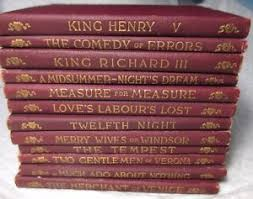 KING HENRY V
THE COMEDY OF ERRORS
KING RICHARD III
A MIDSUMMER-NIGHT'S DREAM
MEASURE FOR MEASURE
LOVE'S LABOUR'S LOST
TWELFTH NIGHT
MERRY WIVES OF WINDSOR
THE TEMPEST
TWO GENTLEMEN OF VERONA
MUCH ADO ABOUT NOTHING
THE MERCHANT OF VENICE